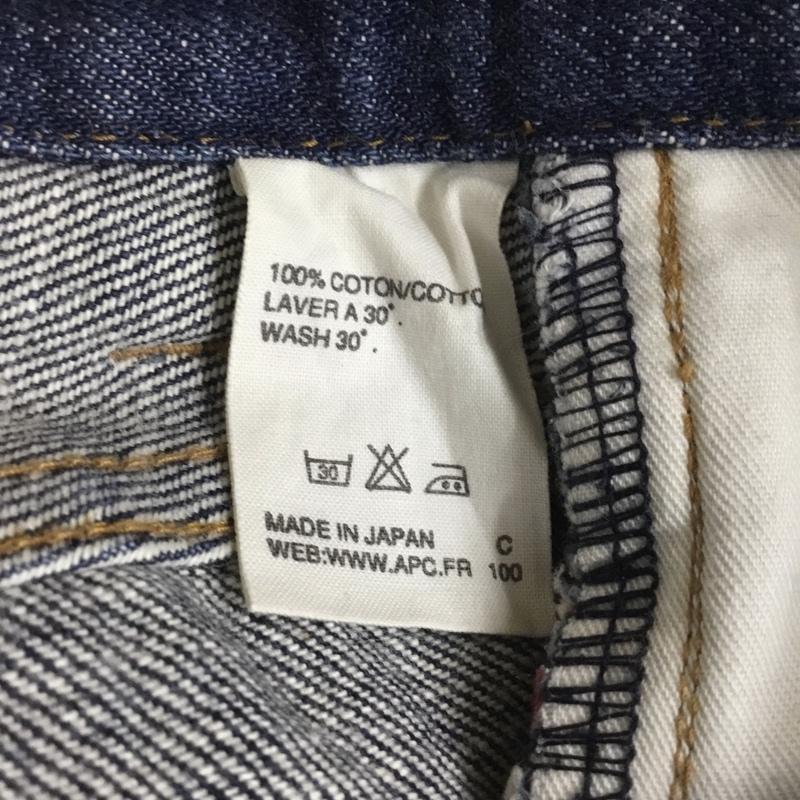 100% COTON/COTTO
LAVER A 30°.
WASH 30°.
30
MADE IN JAPAN C
WEB:WWW.APC.FR 100